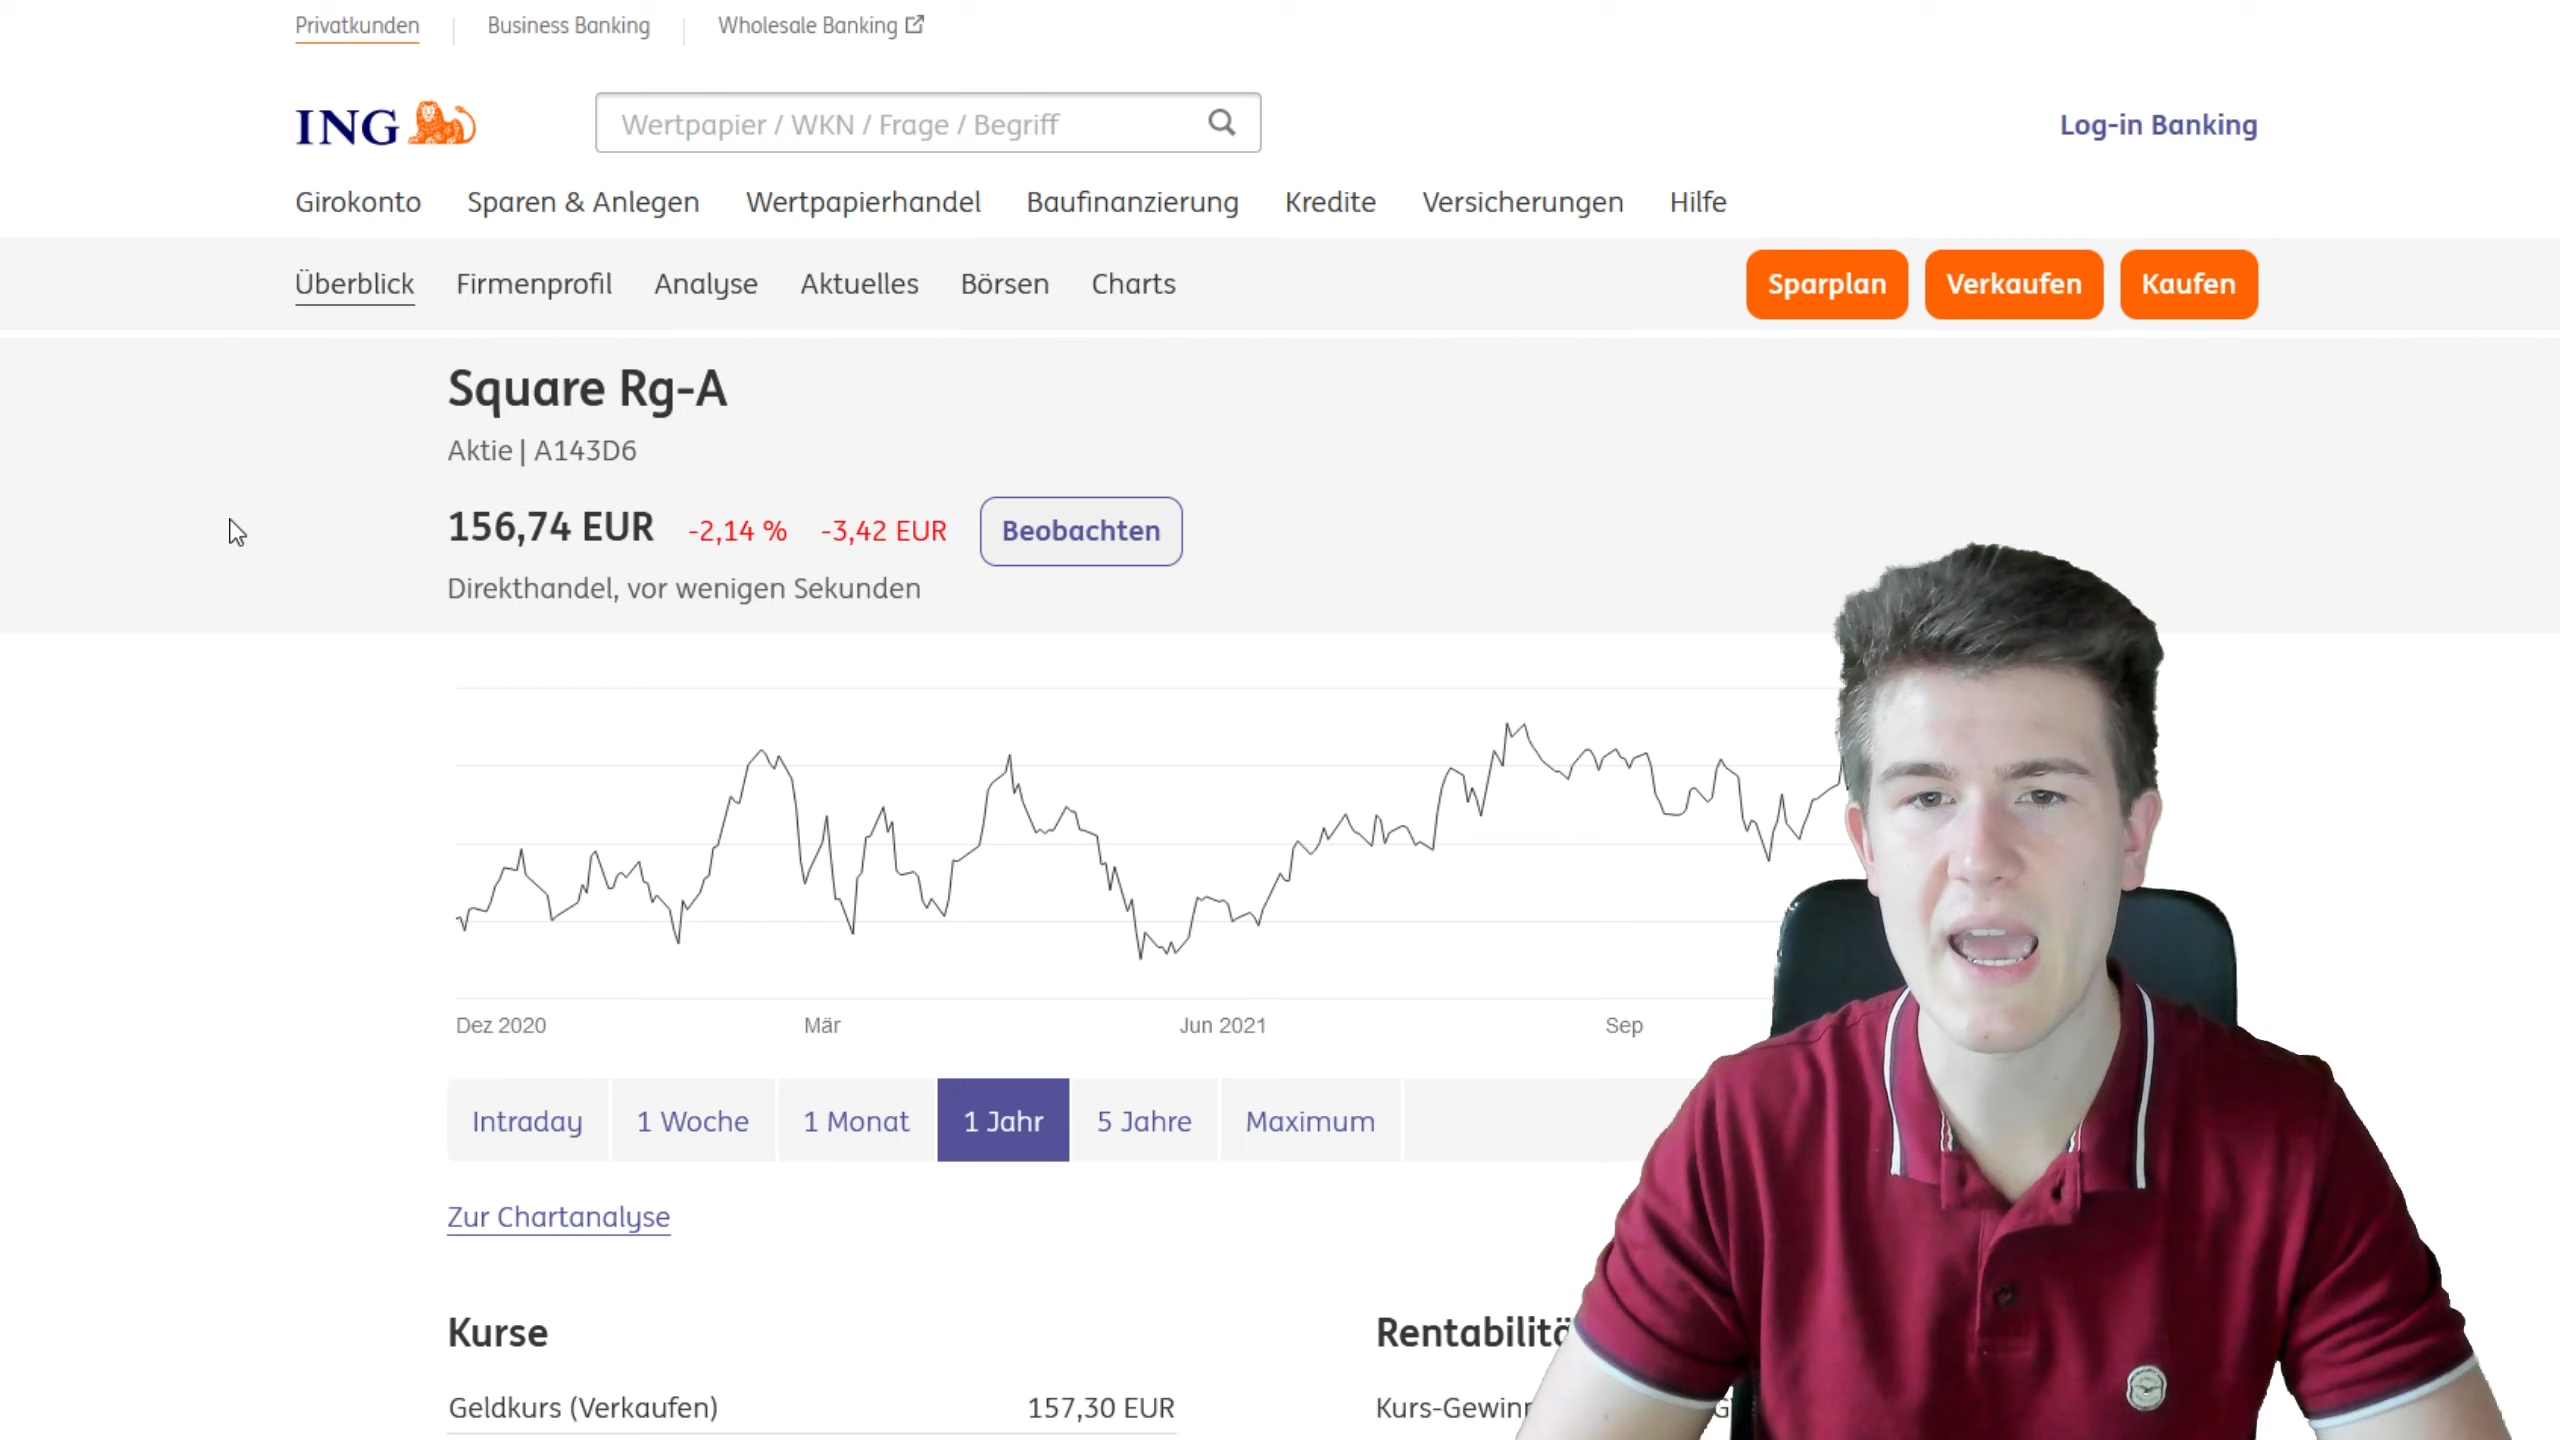 Privatkunden
Business Banking
Wholesale Banking
ING
Wertpapier / WKN / Frage / Begriff
Log-in Banking
Girokonto
Sparen & Anlegen
Wertpapierhandel
Baufinanzierung
Kredite
Versicherungen
Hilfe
Überblick
Firmenprofil
Analyse
Aktuelles
Börsen
Charts
Sparplan
Verkaufen
Kaufen
Square Rg-A
Aktie | A143D6
156,74 EUR -2,14 % -3,42 EUR
Beobachten
Direkthandel, vor wenigen Sekunden
Dez 2020
Mär
Jun 2021
Sep
Intraday
1 Woche
1 Monat
1 Jahr
5 Jahre
Maximum
Zur Chartanalyse
Kurse
Geldkurs (Verkaufen) 157,30 EUR